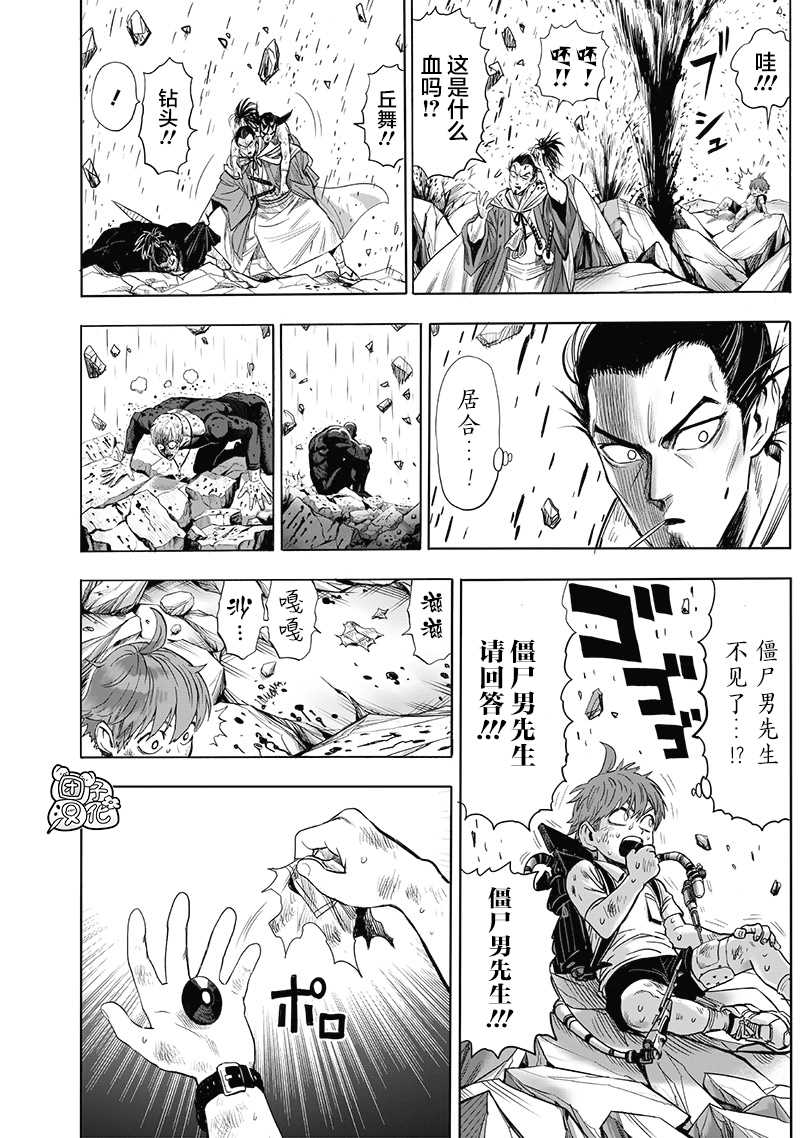 哇!!!
呸!
呸!!
这是什么
血吗!?
ブシュ
丘舞!!
钻头!!
!
居合…!
僵尸男先生
不见了…!?
ゴゴゴ
僵尸男先生
请回答!!!
僵尸男先生!!!
滋滋
嘎嘎
沙…
ポロ
团子
汉化